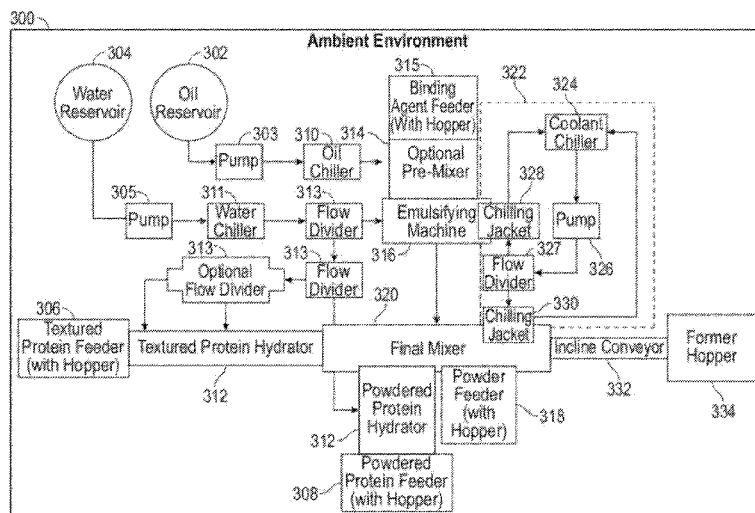 300
Ambient Environment
304
302
315
322
324
Water
Reservoir
Oil
Reservoir
Binding
Agent Feeder
(With Hopper)
Coolant
Chiller
303
310
314
Pump
Oil
Chiller
Optional
Pre-Mixer
328
305
311
313
Pump
Water
Chiller
Flow
Divider
Emulsifying
Machine
Chilling
Jacket
Pump
316
327
326
313
313
Optional
Flow Divider
Flow
Divider
Flow
Divider
306
320
330
Chilling
Jacket
Textured
Protein Feeder
(with Hopper)
Textured Protein Hydrator
Final Mixer
Incline Conveyor
Former
Hopper
312
332
334
Powdered
Protein
Hydrator
Powder
Feeder
(with
Hopper)
318
312
308
Powdered
Protein Feeder
(with Hopper)